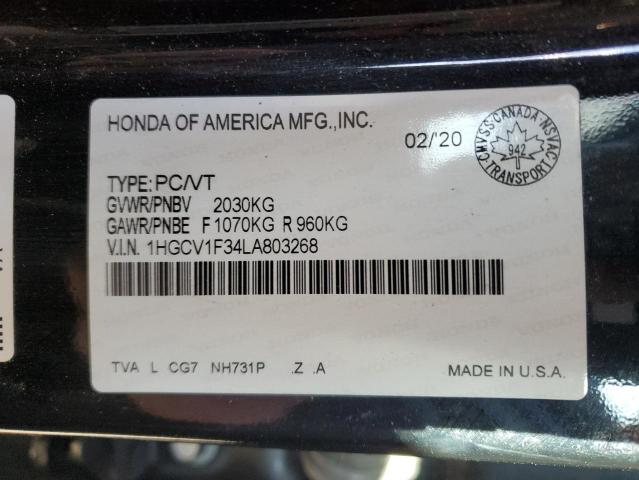 HONDA OF AMERICA MFG.,INC.
02/'20
CMVSS·CANADA·NSVAC
942
TRANSPORT
TYPE: PC/VT
GVWR/PNBV 2030KG
GAWR/PNBE F 1070KG R 960KG
V.I.N. 1HGCV1F34LA803268
TVA L CG7 NH731P .Z .A
MADE IN U.S.A.